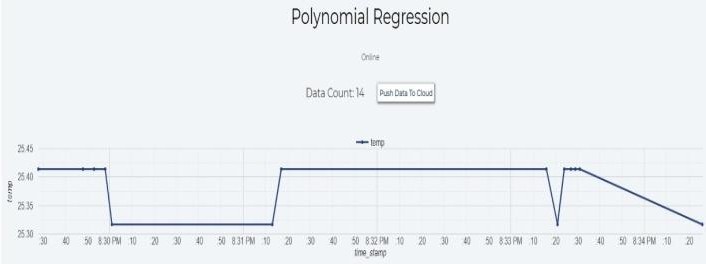 Polynomial Regression
Online
Data Count: 14 Push Data To Cloud
temp
25.45
25.40
25.35
25.30
temp
:30 :40 :50 8:30 PM :10 :20 :30 :40 :50 8:31 PM :10 :20 :30 :40 :50 8:32 PM :10 :20 :30 :40 :50 8:33 PM :10 :20 :30 :40 :50 8:34 PM :10 :20
time_stamp